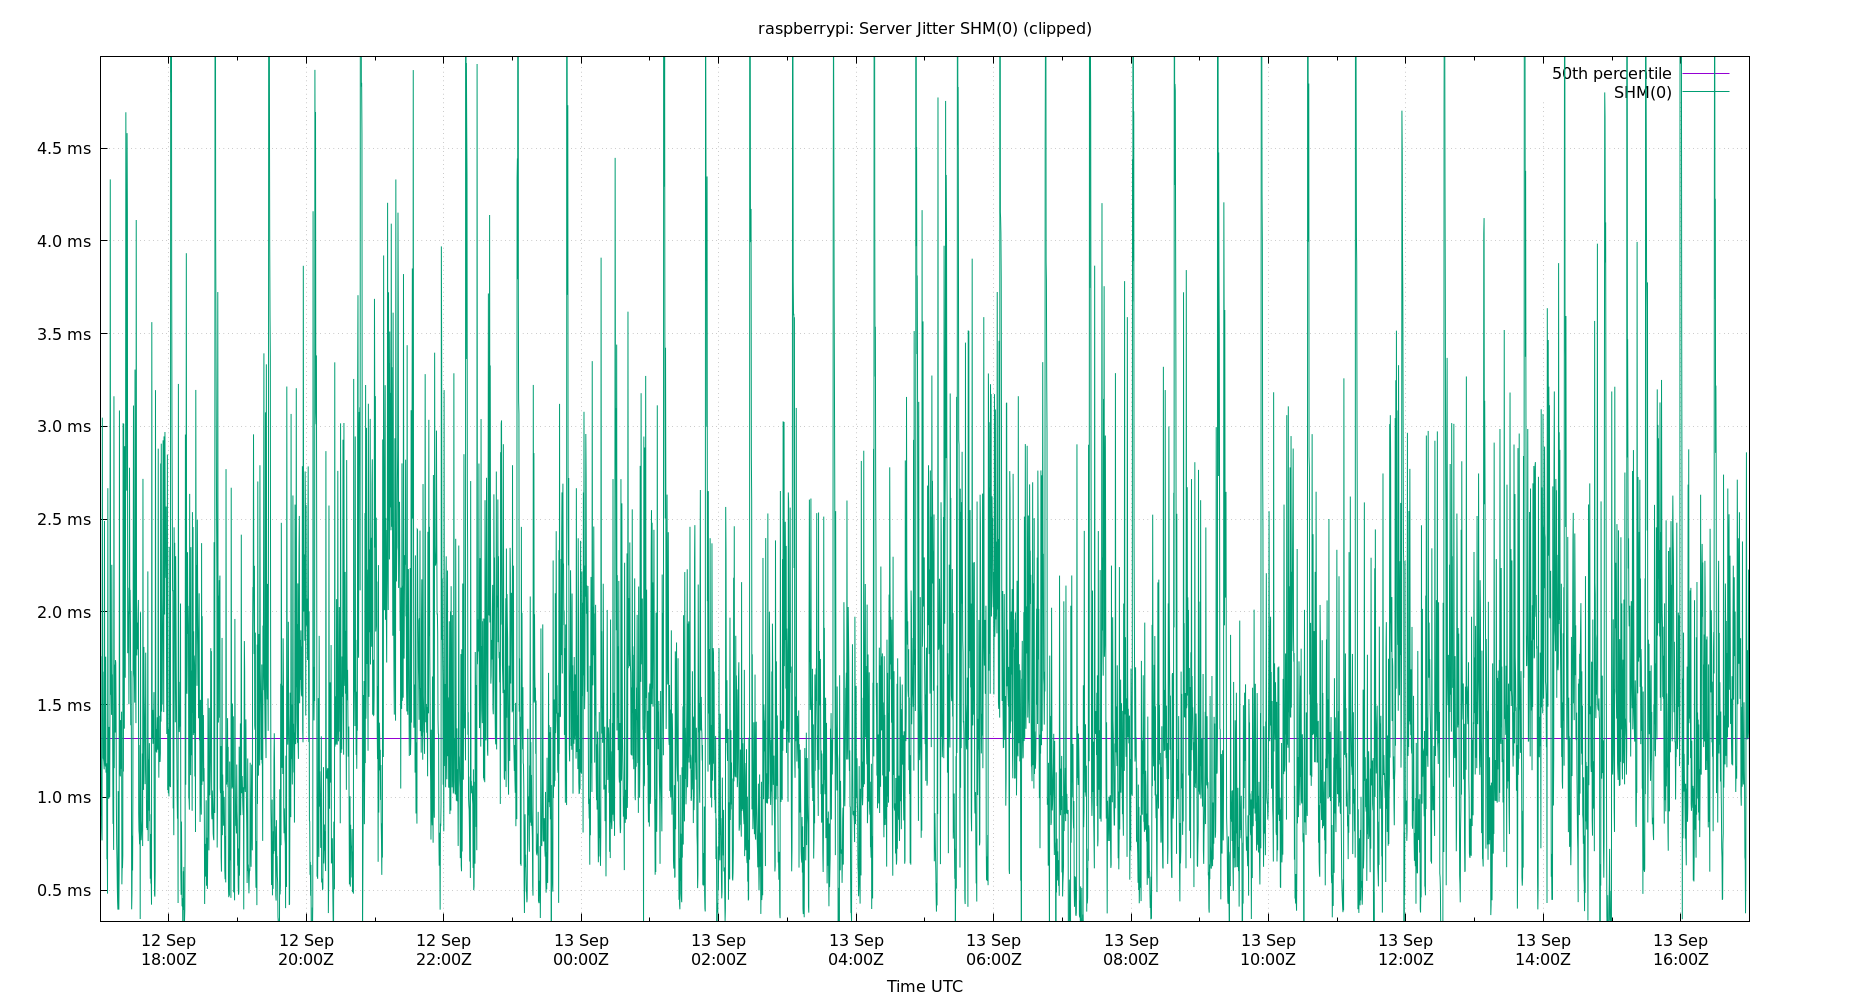 raspberrypi: Server Jitter SHM(0) (clipped)
50th percentile
SHM(0)
4.5 ms
4.0 ms
3.5 ms
3.0 ms
2.5 ms
2.0 ms
1.5 ms
1.0 ms
0.5 ms
12 Sep 12 Sep 12 Sep 13 Sep 13 Sep 13 Sep 13 Sep 13 Sep 13 Sep 13 Sep 13 Sep 13 Sep
18:00Z 20:00Z 22:00Z 00:00Z 02:00Z 04:00Z 06:00Z 08:00Z 10:00Z 12:00Z 14:00Z 16:00Z
Time UTC